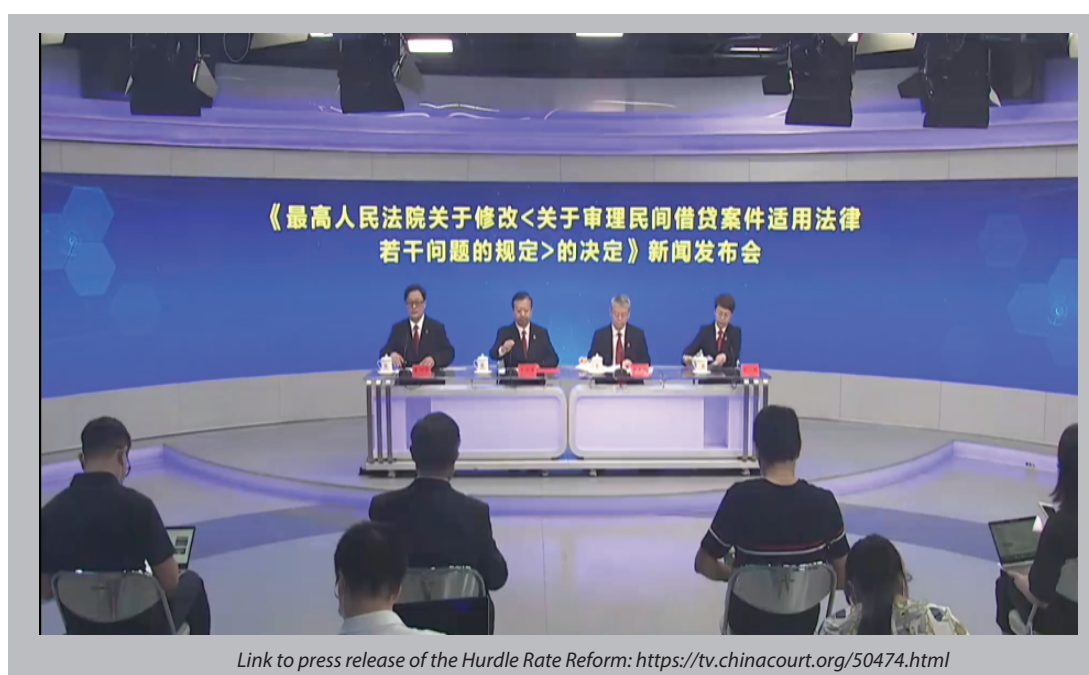 《最高人民法院关于修改<关于审理民间借贷案件适用法律
若干问题的规定>的决定》新闻发布会
Link to press release of the Hurdle Rate Reform: https://tv.chinacourt.org/50474.html